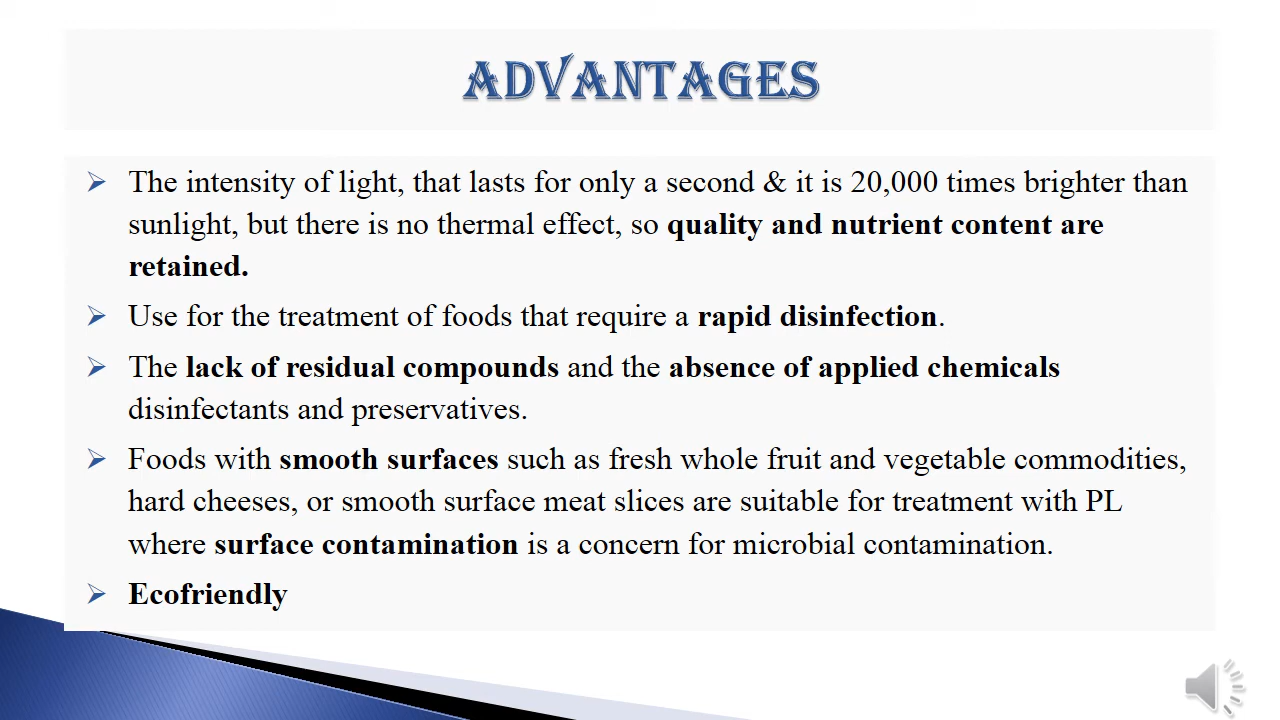 ADVANTAGES
➢ The intensity of light, that lasts for only a second & it is 20,000 times brighter than
sunlight, but there is no thermal effect, so quality and nutrient content are
retained.
➢ Use for the treatment of foods that require a rapid disinfection.
➢ The lack of residual compounds and the absence of applied chemicals
disinfectants and preservatives.
➢ Foods with smooth surfaces such as fresh whole fruit and vegetable commodities,
hard cheeses, or smooth surface meat slices are suitable for treatment with PL
where surface contamination is a concern for microbial contamination.
➢ Ecofriendly